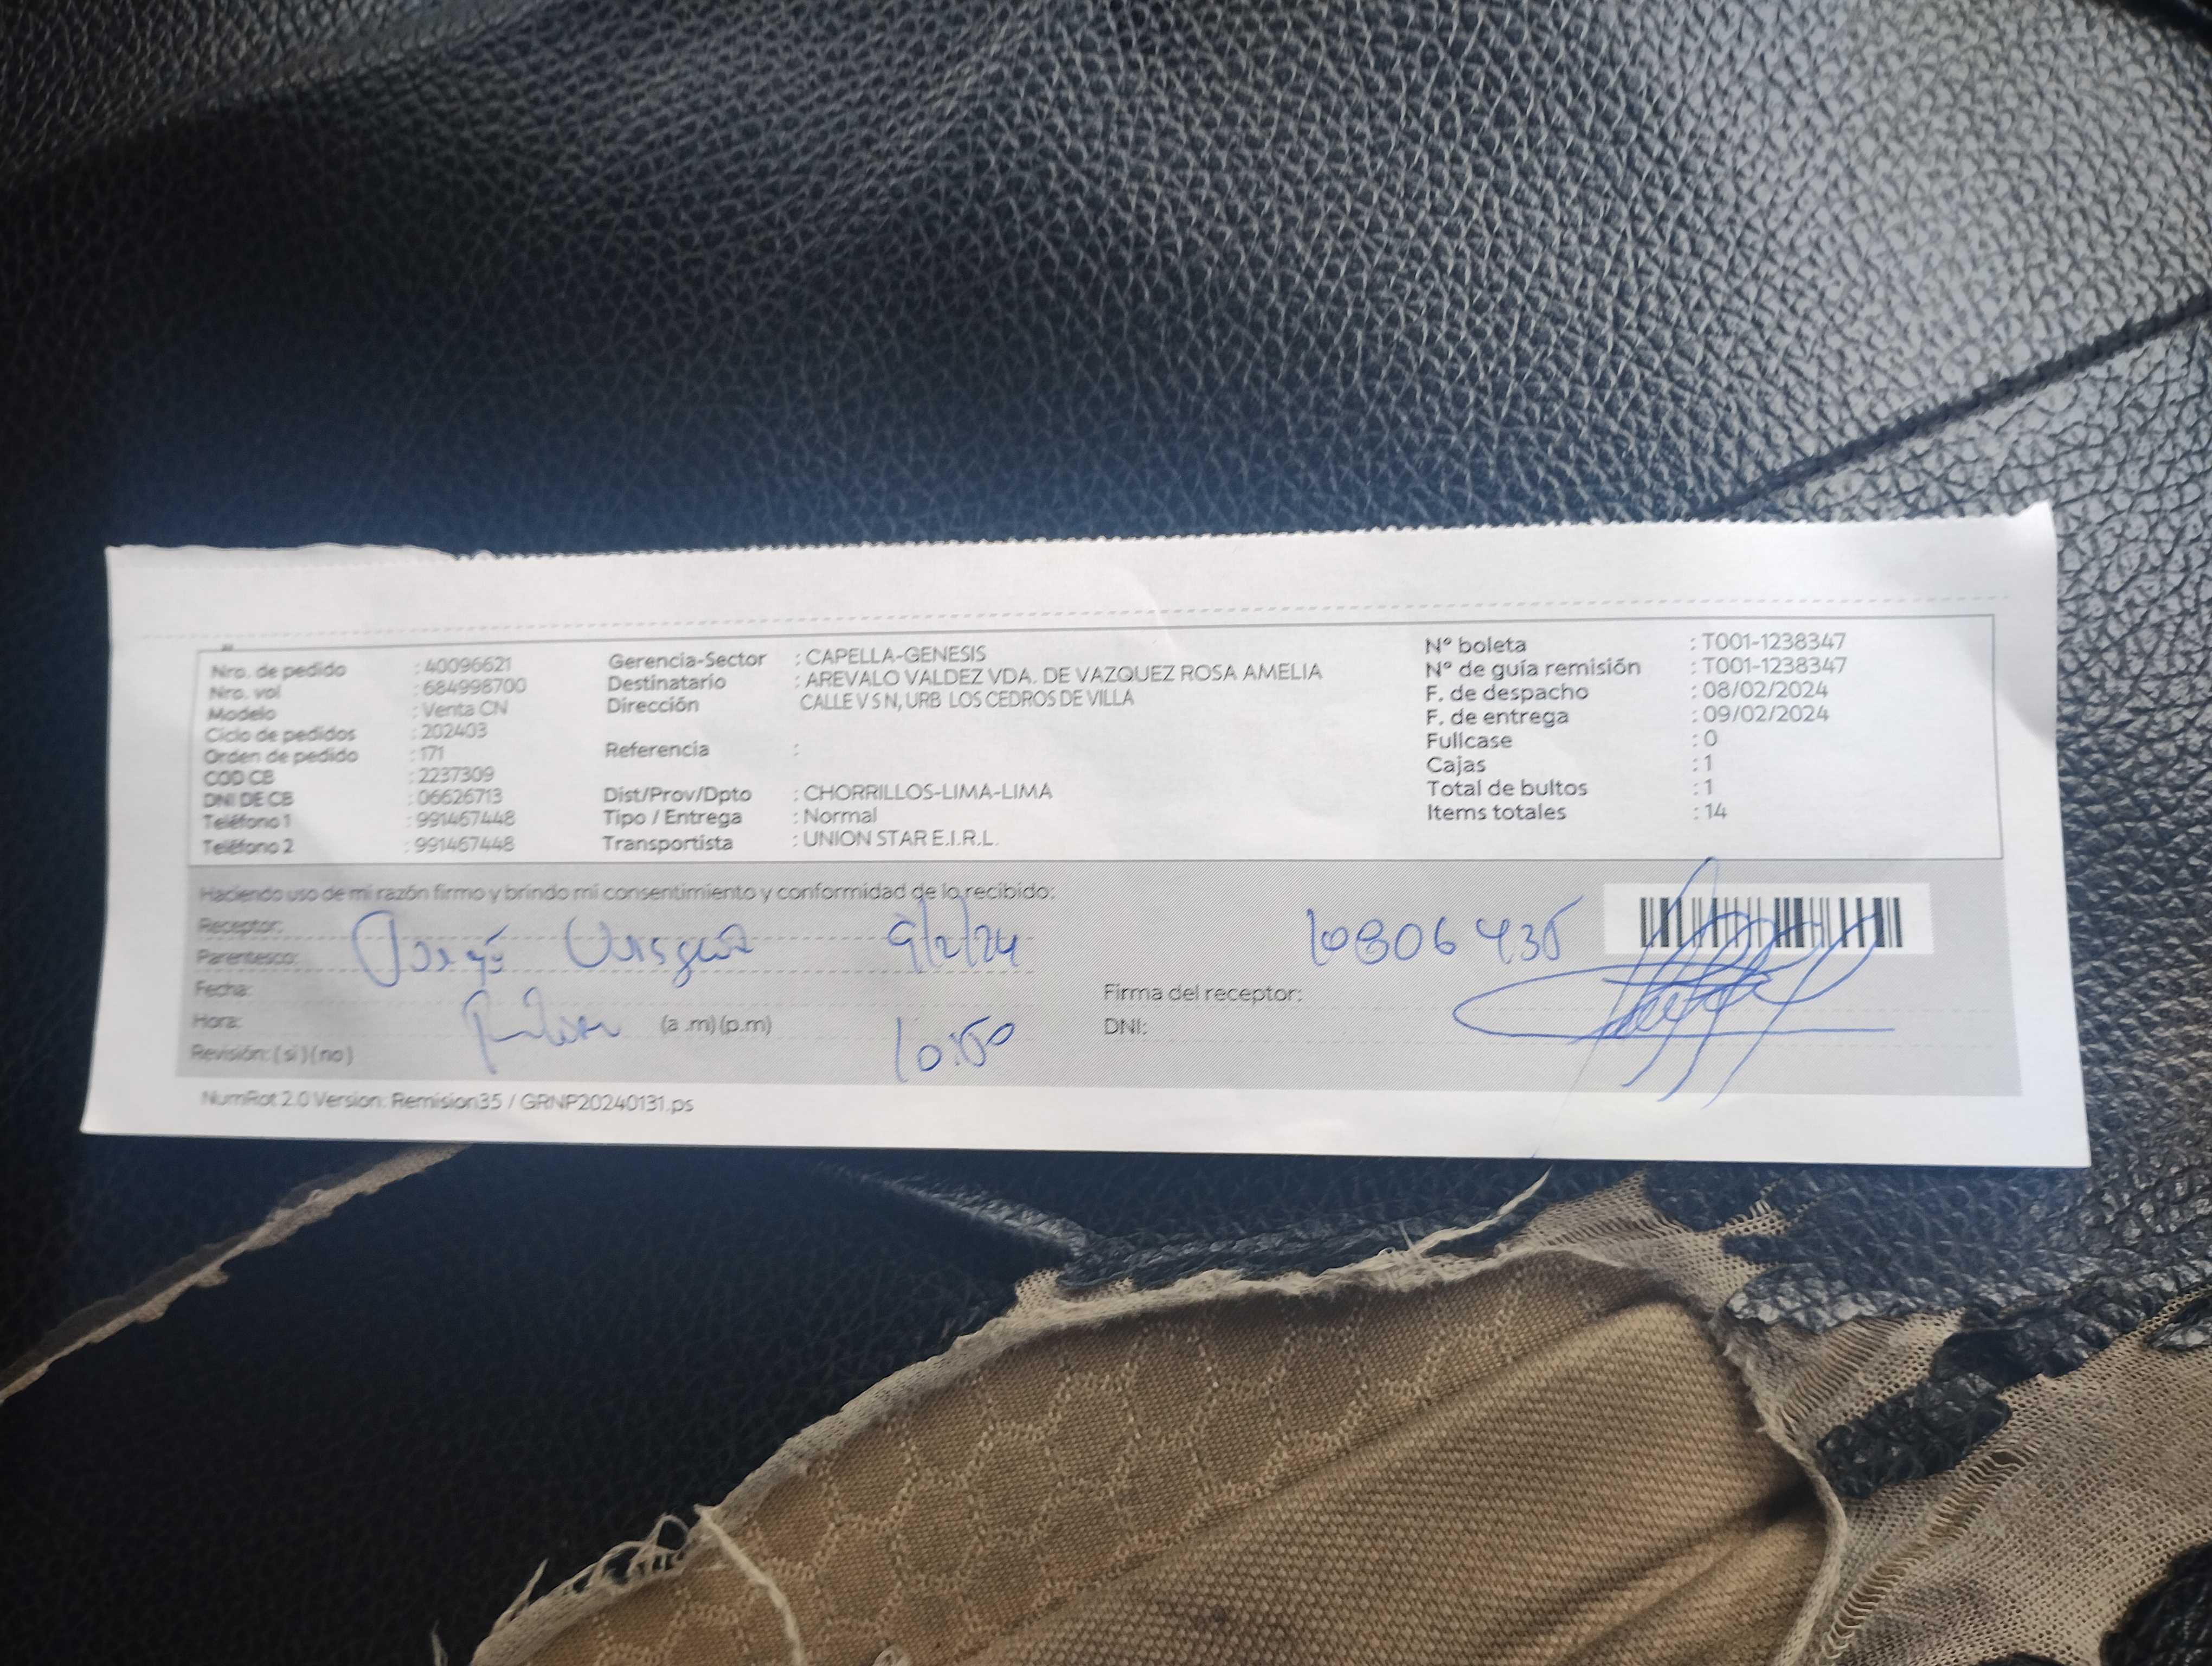 Nro. de pedido : 40096621
Nro. vol : 684998700
Modelo : Venta CN
Ciclo de pedidos : 202403
Orden de pedido : 171
COD CB : 2237309
DNI DE CB : 06626713
Teléfono 1 : 991467448
Teléfono 2 : 991467448
Gerencia-Sector : CAPELLA-GENESIS
Destinatario : AREVALO VALDEZ VDA. DE VAZQUEZ ROSA AMELIA
Dirección CALLE V S N, URB LOS CEDROS DE VILLA
Referencia :
Dist/Prov/Dpto : CHORRILLOS-LIMA-LIMA
Tipo / Entrega : Normal
Transportista : UNION STAR E.I.R.L.
N° boleta : T001-1238347
N° de guía remisión : T001-1238347
F. de despacho : 08/02/2024
F. de entrega : 09/02/2024
Fullcase : 0
Cajas : 1
Total de bultos : 1
Items totales : 14
Haciendo uso de mi razón firmo y brindo mi consentimiento y conformidad de lo recibido:
Receptor:
Parentesco: 9/2/24
Fecha:
Hora: (a .m) (p.m) 10:50
Revisión: ( si ) ( no )
Firma del receptor:
DNI:
NumRot 2.0 Version: Remision35 / GRNP20240131.ps